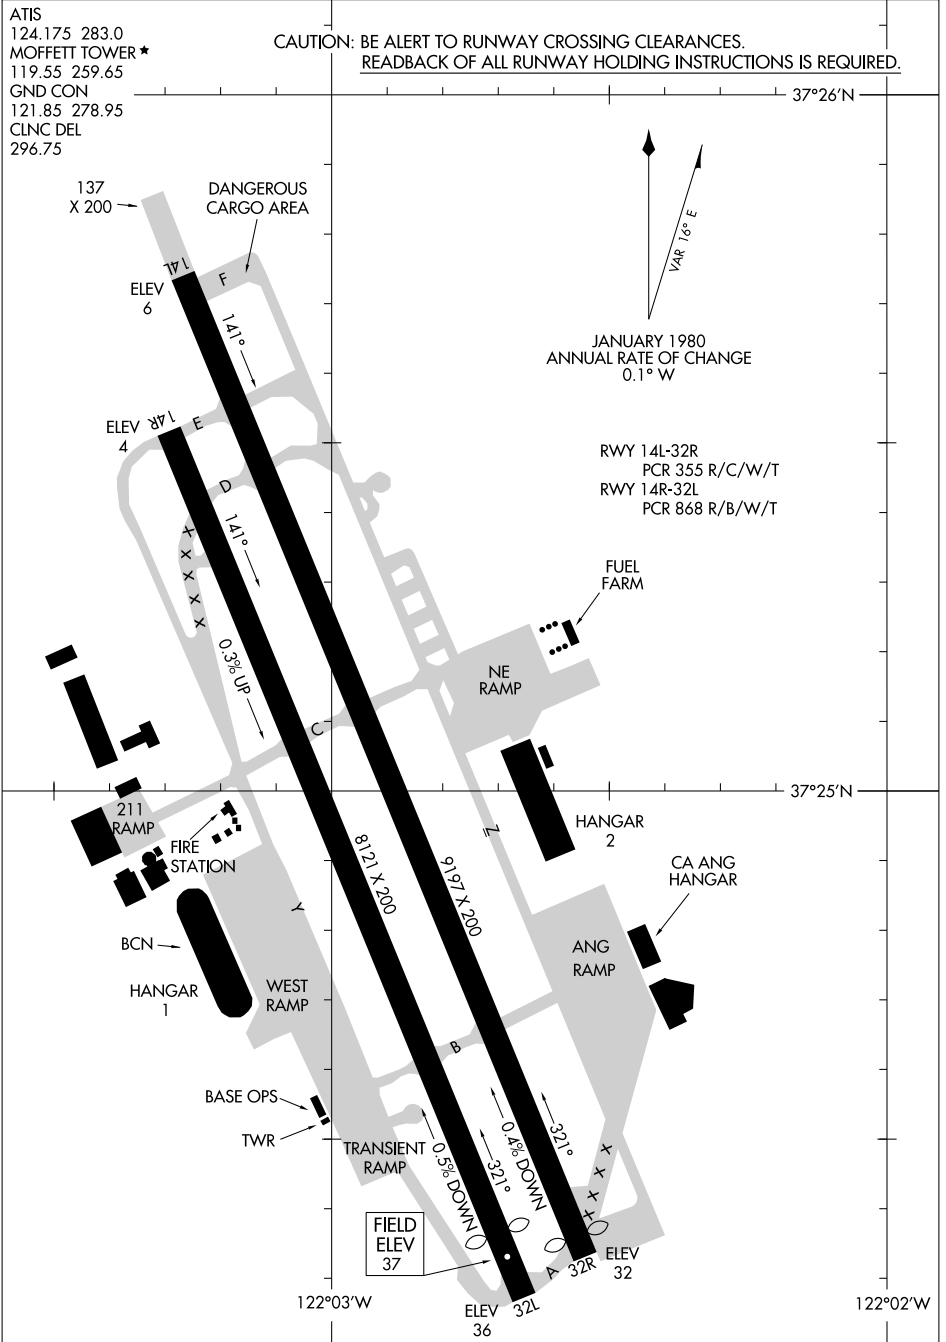 ATIS
124.175 283.0
MOFFETT TOWER★
119.55 259.65
GND CON
121.85 278.95
CLNC DEL
296.75
CAUTION: BE ALERT TO RUNWAY CROSSING CLEARANCES.
READBACK OF ALL RUNWAY HOLDING INSTRUCTIONS IS REQUIRED.
37°26'N
137
X 200
DANGEROUS
CARGO AREA
VAR 16° E
14L
F
ELEV
6
141°
JANUARY 1980
ANNUAL RATE OF CHANGE
0.1° W
14R
E
ELEV
4
RWY 14L-32R
PCR 355 R/C/W/T
RWY 14R-32L
PCR 868 R/B/W/T
D
141°
X
X
X
X
X
FUEL
FARM
0.3% UP
NE
RAMP
C
37°25'N
211
RAMP
FIRE
STATION
HANGAR
2
Z
8121 X 200
9197 X 200
CA ANG
HANGAR
Y
BCN
ANG
RAMP
HANGAR
1
WEST
RAMP
B
BASE OPS
TWR
TRANSIENT
RAMP
0.5% DOWN
321°
0.4% DOWN
321°
X
X
X
X
FIELD
ELEV
37
A
32R
ELEV
32
32L
ELEV
36
122°03'W
122°02'W